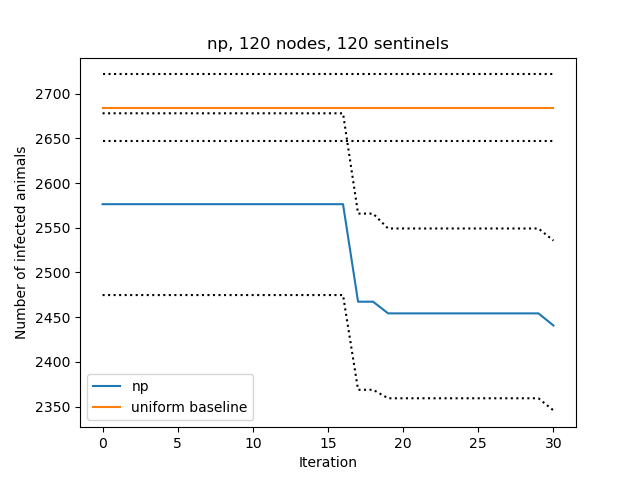 np, 120 nodes, 120 sentinels
Number of infected animals
2700
2650
2600
2550
2500
2450
2400
2350
np
uniform baseline
0 5 10 15 20 25 30
Iteration